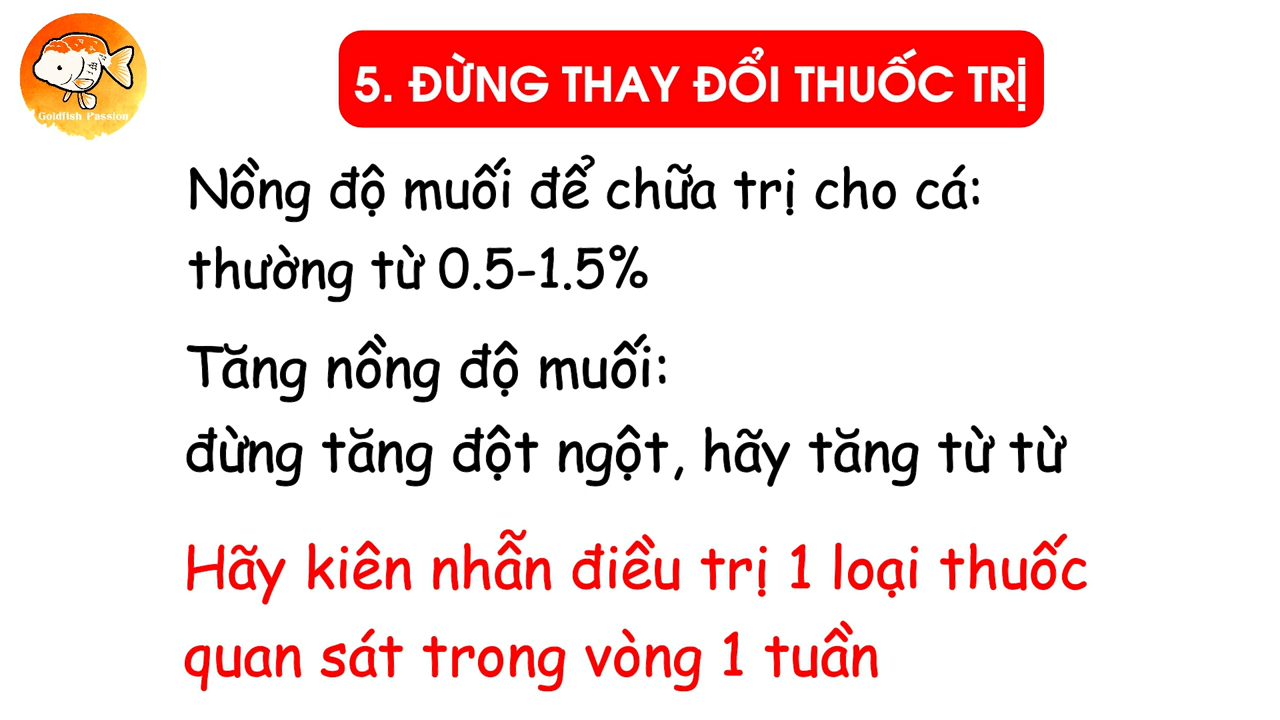 Goldfish Passion
5. ĐỪNG THAY ĐỔI THUỐC TRỊ
Nồng độ muối để chữa trị cho cá:
thường từ 0.5-1.5%
Tăng nồng độ muối:
đừng tăng đột ngột, hãy tăng từ từ
Hãy kiên nhẫn điều trị 1 loại thuốc
quan sát trong vòng 1 tuần